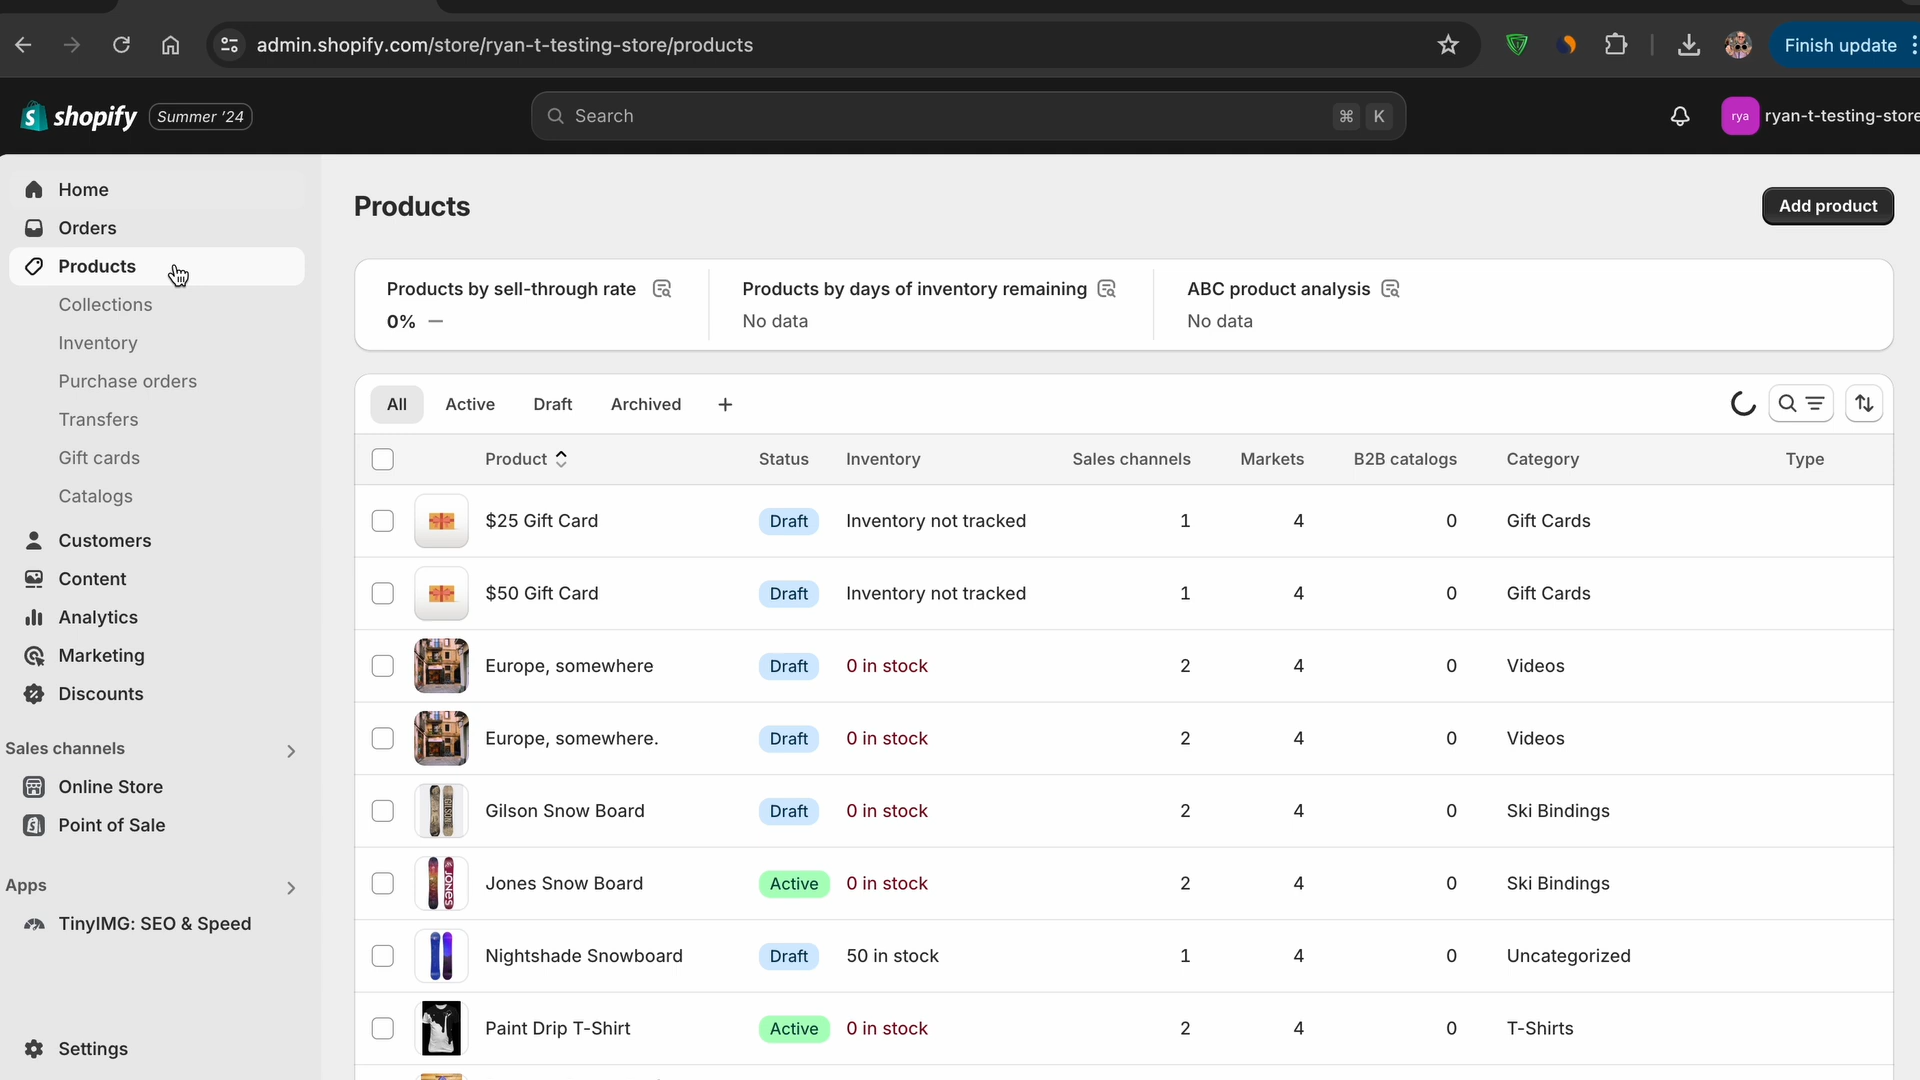 admin.shopify.com/store/ryan-t-testing-store/products
Finish update
shopify
Summer '24
Search
⌘ K
rya
ryan-t-testing-store
Home
Orders
Products
Collections
Inventory
Purchase orders
Transfers
Gift cards
Catalogs
Customers
Content
Analytics
Marketing
Discounts
Sales channels
Online Store
Point of Sale
Apps
TinyIMG: SEO & Speed
Settings
Products
Add product
Products by sell-through rate
0% —
Products by days of inventory remaining
No data
ABC product analysis
No data
All Active Draft Archived +
Product Status Inventory Sales channels Markets B2B catalogs Category Type
$25 Gift Card Draft Inventory not tracked 1 4 0 Gift Cards
$50 Gift Card Draft Inventory not tracked 1 4 0 Gift Cards
Europe, somewhere Draft 0 in stock 2 4 0 Videos
Europe, somewhere. Draft 0 in stock 2 4 0 Videos
GILSON
Gilson Snow Board Draft 0 in stock 2 4 0 Ski Bindings
JONES
Jones Snow Board Active 0 in stock 2 4 0 Ski Bindings
Nightshade Snowboard Draft 50 in stock 1 4 0 Uncategorized
Paint Drip T-Shirt Active 0 in stock 2 4 0 T-Shirts